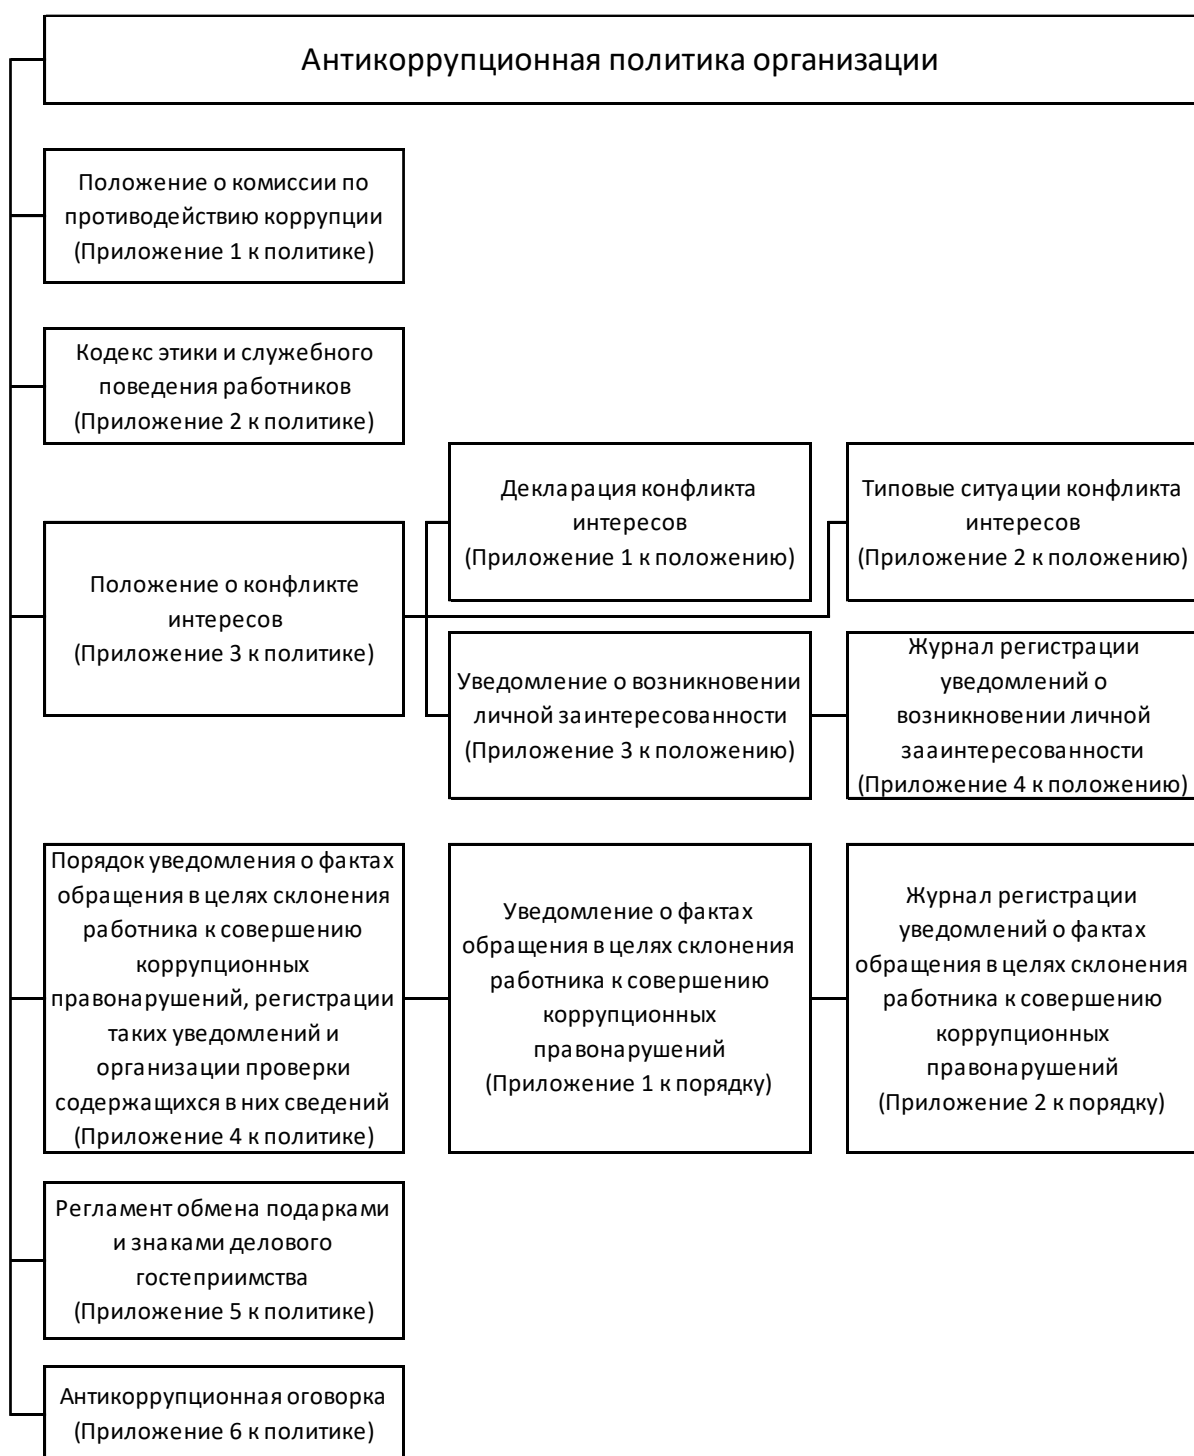 Антикоррупционная политика организации
Положение о комиссии по
противодействию коррупции
(Приложение 1 к политике)
Кодекс этики и служебного
поведения работников
(Приложение 2 к политике)
Положение о конфликте
интересов
(Приложение 3 к политике)
Декларация конфликта
интересов
(Приложение 1 к положению)
Типовые ситуации конфликта
интересов
(Приложение 2 к положению)
Уведомление о возникновении
личной заинтересованности
(Приложение 3 к положению)
Журнал регистрации
уведомлений о
возникновении личной
зааинтересованности
(Приложение 4 к положению)
Порядок уведомления о фактах
обращения в целях склонения
работника к совершению
коррупционных
правонарушений, регистрации
таких уведомлений и
организации проверки
содержащихся в них сведений
(Приложение 4 к политике)
Уведомление о фактах
обращения в целях склонения
работника к совершению
коррупционных
правонарушений
(Приложение 1 к порядку)
Журнал регистрации
уведомлений о фактах
обращения в целях склонения
работника к совершению
коррупционных
правонарушений
(Приложение 2 к порядку)
Регламент обмена подарками
и знаками делового
гостеприимства
(Приложение 5 к политике)
Антикоррупционная оговорка
(Приложение 6 к политике)